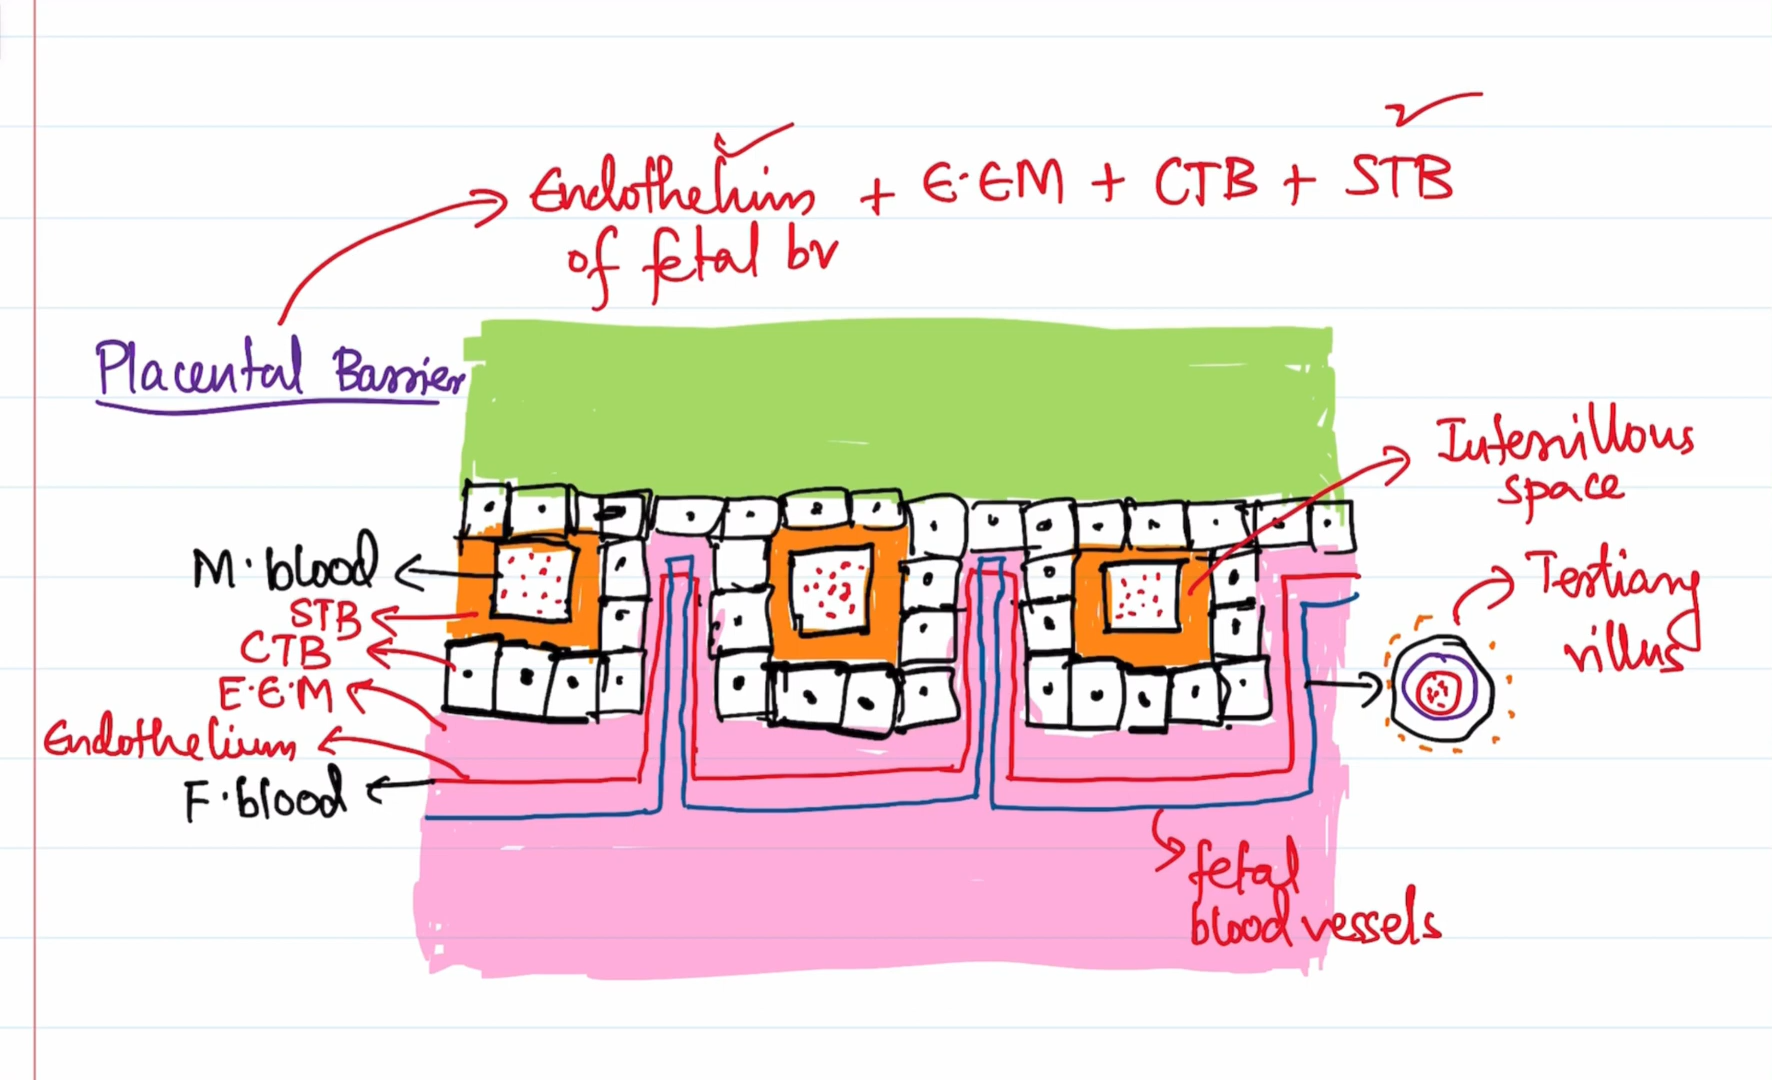 Endothelium + E.EM + CTB + STB
of fetal bv
Placental Barrier
Intervillous
space
M.blood
STB
CTB
E.E.M
Endothelium
F.blood
Tertiary
villus
fetal
blood vessels